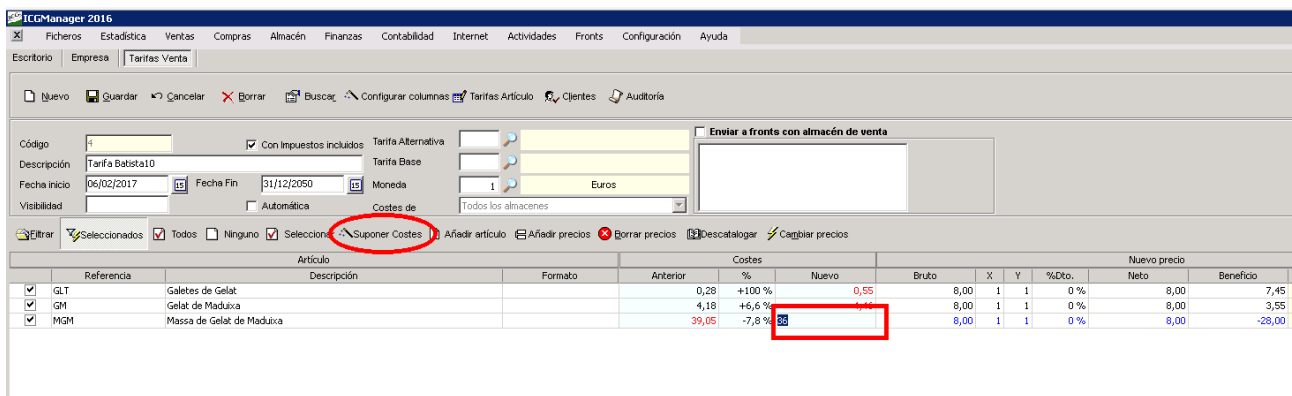 ICGManager 2016
X Ficheros Estadística Ventas Compras Almacén Finanzas Contabilidad Internet Actividades Fronts Configuración Ayuda
Escritorio Empresa Tarifas Venta
Nuevo Guardar Cancelar Borrar Buscar Configurar columnas Tarifas Artículo Clientes Auditoría
Código 4 Con Impuestos incluidos Tarifa Alternativa Enviar a fronts con almacén de venta
Descripción Tarifa Batista10 Tarifa Base
Fecha inicio 06/02/2017 15 Fecha Fin 31/12/2050 15 Moneda 1 Euros
Visibilidad Automática Costes de Todos los almacenes
Filtrar Seleccionados Todos Ninguno Seleccionar Suponer Costes Añadir artículo Añadir precios Borrar precios Descatalogar Cambiar precios
Artículo Costes Nuevo precio
Referencia Descripción Formato Anterior % Nuevo Bruto X Y %Dto. Neto Beneficio
GLT Galetes de Gelat 0,28 +100 % 0,55 8,00 1 1 0 % 8,00 7,45
GM Gelat de Maduixa 4,18 +6,6 % 8,00 1 1 0 % 8,00 3,55
MGM Massa de Gelat de Maduixa 39,05 -7,8 % 36 8,00 1 1 0 % 8,00 -28,00